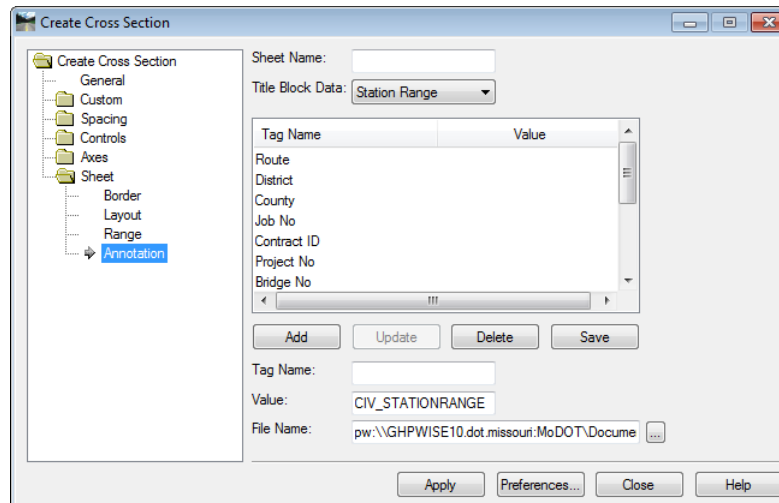 Create Cross Section
Create Cross Section
General
Custom
Spacing
Controls
Axes
Sheet
Border
Layout
Range
Annotation
Sheet Name:
Title Block Data: Station Range
Tag Name Value
Route
District
County
Job No
Contract ID
Project No
Bridge No
Add Update Delete Save
Tag Name:
Value: CIV_STATIONRANGE
File Name: pw:\\GHPWISE10.dot.missouri:MoDOT\Docume ...
Apply Preferences... Close Help